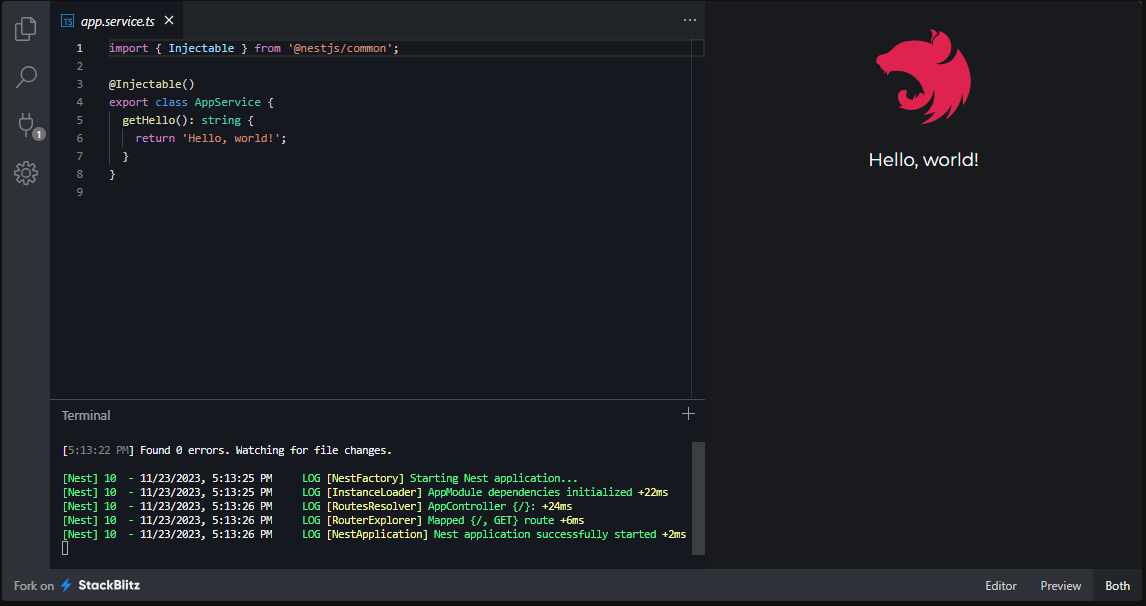 TS app.service.ts
1 import { Injectable } from '@nestjs/common';
2
3 @Injectable()
4 export class AppService {
5 getHello(): string {
6 return 'Hello, world!';
7 }
8 }
9
Hello, world!
1
Terminal
[5:13:22 PM] Found 0 errors. Watching for file changes.
[Nest] 10 - 11/23/2023, 5:13:25 PM LOG [NestFactory] Starting Nest application...
[Nest] 10 - 11/23/2023, 5:13:25 PM LOG [InstanceLoader] AppModule dependencies initialized +22ms
[Nest] 10 - 11/23/2023, 5:13:26 PM LOG [RoutesResolver] AppController {/}: +24ms
[Nest] 10 - 11/23/2023, 5:13:26 PM LOG [RouterExplorer] Mapped {/, GET} route +6ms
[Nest] 10 - 11/23/2023, 5:13:26 PM LOG [NestApplication] Nest application successfully started +2ms
Fork on StackBlitz
Editor Preview Both